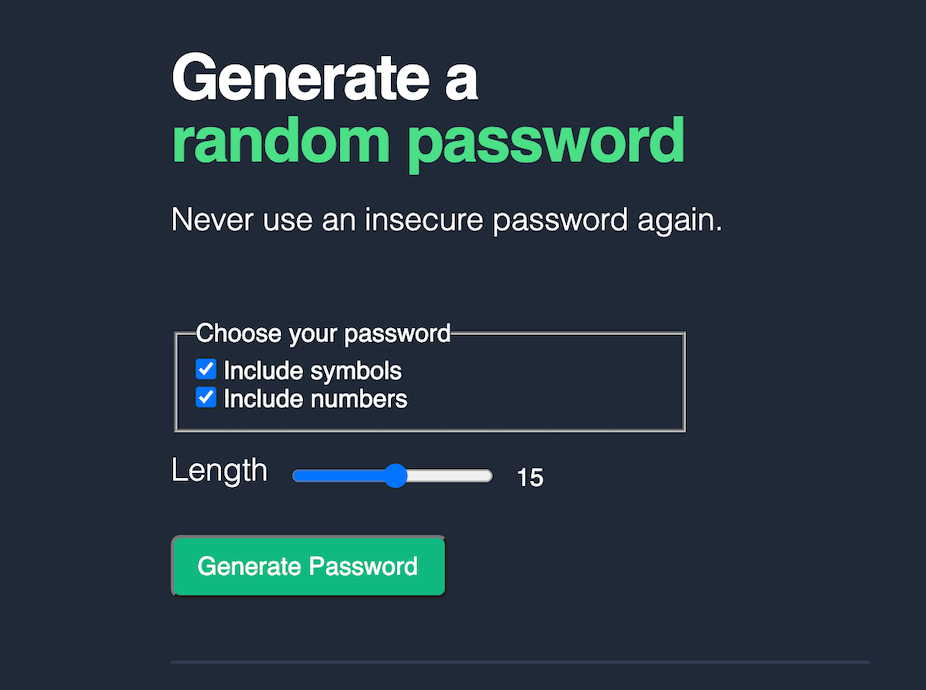 Generate a
random password
Never use an insecure password again.
Choose your password
Include symbols
Include numbers
Length 15
Generate Password